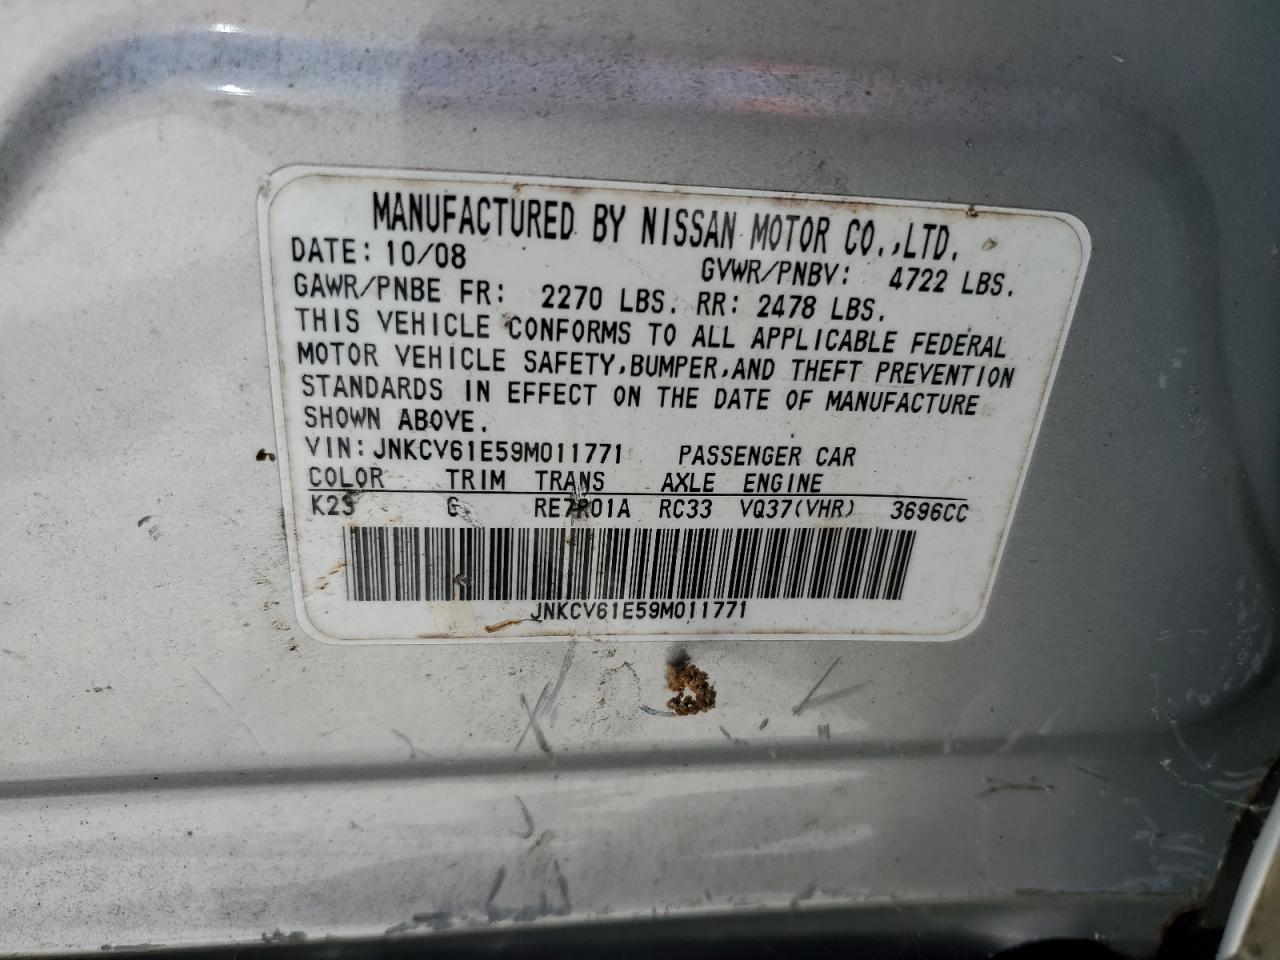 MANUFACTURED BY NISSAN MOTOR CO.,LTD.
DATE: 10/08 GVWR/PNBV: 4722 LBS.
GAWR/PNBE FR: 2270 LBS. RR: 2478 LBS.
THIS VEHICLE CONFORMS TO ALL APPLICABLE FEDERAL
MOTOR VEHICLE SAFETY,BUMPER,AND THEFT PREVENTION
STANDARDS IN EFFECT ON THE DATE OF MANUFACTURE
SHOWN ABOVE.
VIN: JNKCV61E59M011771 PASSENGER CAR
COLOR TRIM TRANS AXLE ENGINE
K2S G RE7R01A RC33 VQ37(VHR) 3696CC
JNKCV61E59M011771